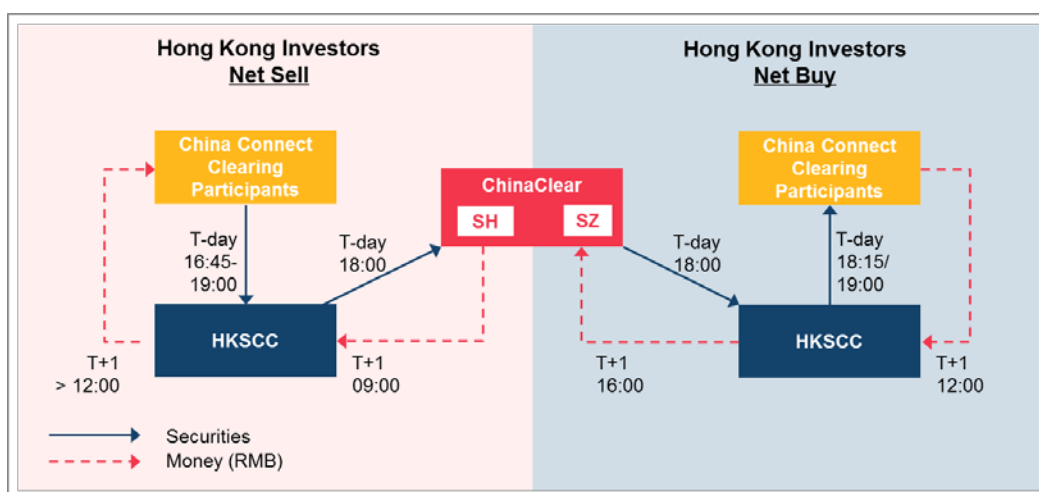 Hong Kong Investors
Net Sell
Hong Kong Investors
Net Buy
China Connect
Clearing
Participants
China Connect
Clearing
Participants
ChinaClear
SH
SZ
T-day
16:45-
19:00
T-day
18:00
T-day
18:00
T-day
18:15/
19:00
HKSCC
HKSCC
T+1
> 12:00
T+1
09:00
T+1
16:00
T+1
12:00
Securities
Money (RMB)